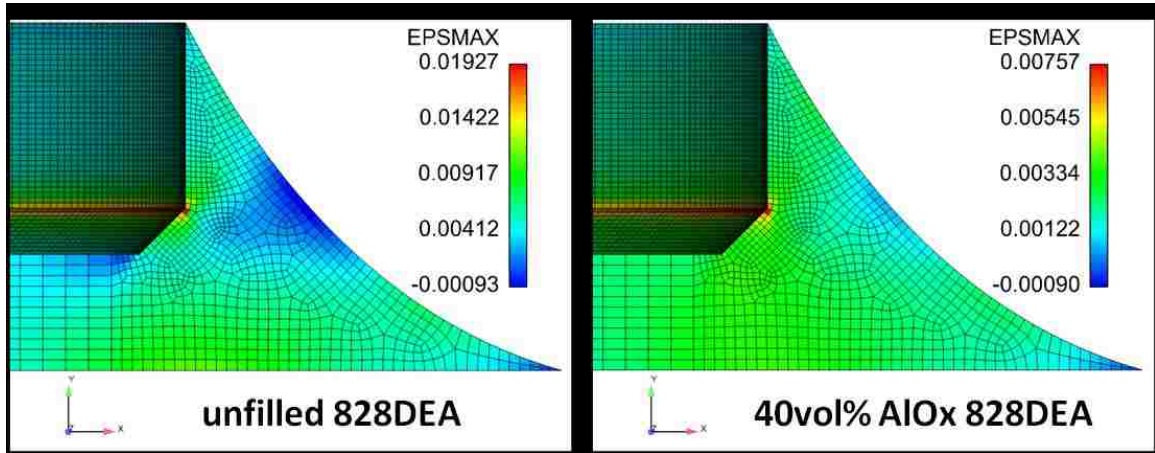 EPSMAX
0.01927
0.01422
0.00917
0.00412
-0.00093
Y
Z
X
unfilled 828DEA
EPSMAX
0.00757
0.00545
0.00334
0.00122
-0.00090
Y
Z
X
40vol% AlOx 828DEA